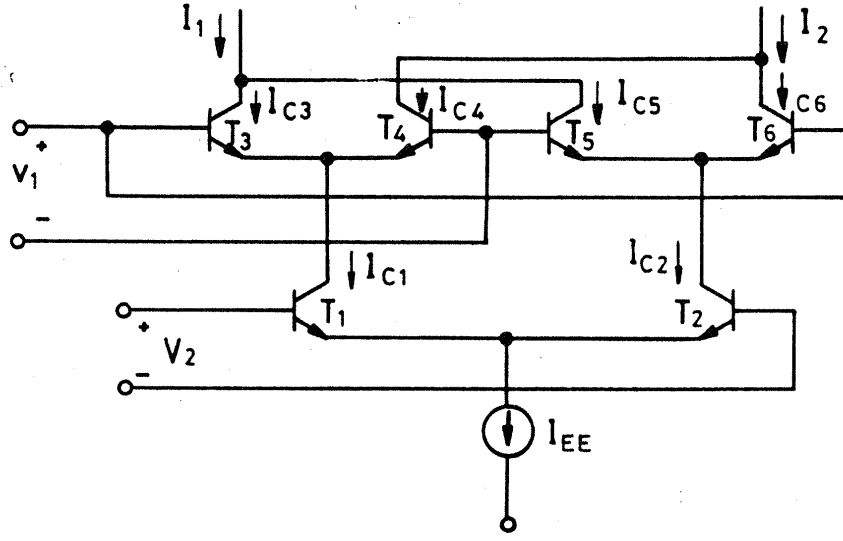 I1
I2
IC3
IC4
IC5
C6
T3
T4
T5
T6
+
V1
−
IC1
IC2
T1
T2
+
V2
−
IEE